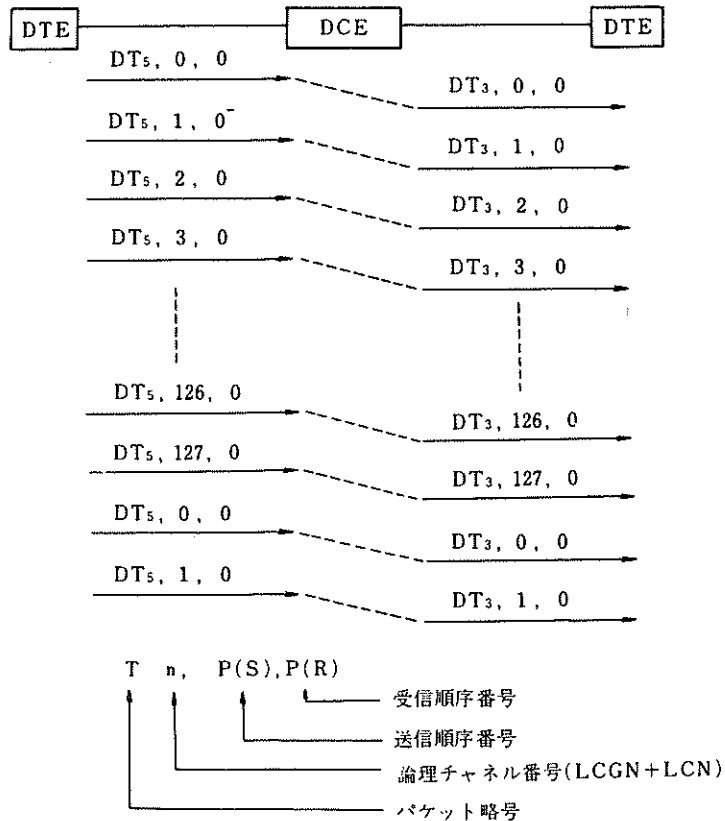 DTE DCE DTE
DT5, 0, 0
DT3, 0, 0
DT5, 1, 0
DT3, 1, 0
DT5, 2, 0
DT3, 2, 0
DT5, 3, 0
DT3, 3, 0
DT5, 126, 0
DT3, 126, 0
DT5, 127, 0
DT3, 127, 0
DT5, 0, 0
DT3, 0, 0
DT5, 1, 0
DT3, 1, 0
T n, P(S),P(R)
受信順序番号
送信順序番号
論理チャネル番号(LCGN+LCN)
パケット略号